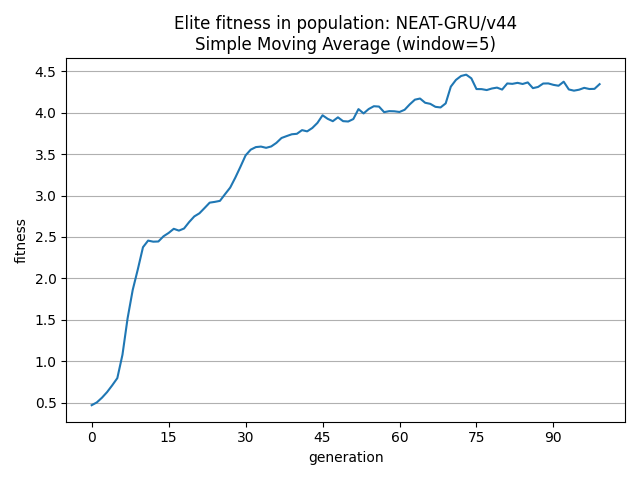 Elite fitness in population: NEAT-GRU/v44
Simple Moving Average (window=5)
fitness
4.5
4.0
3.5
3.0
2.5
2.0
1.5
1.0
0.5
0 15 30 45 60 75 90
generation